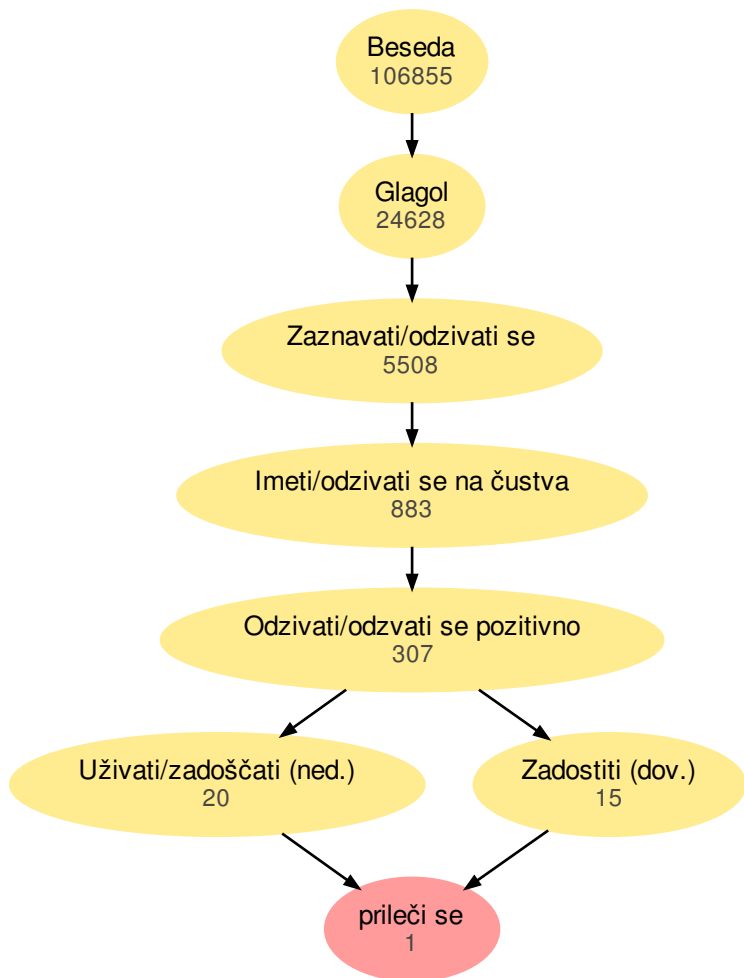 Beseda
106855
Glagol
24628
Zaznavati/odzivati se
5508
Imeti/odzivati se na čustva
883
Odzivati/odzvati se pozitivno
307
Uživati/zadoščati (ned.)
20
Zadostiti (dov.)
15
prileči se
1